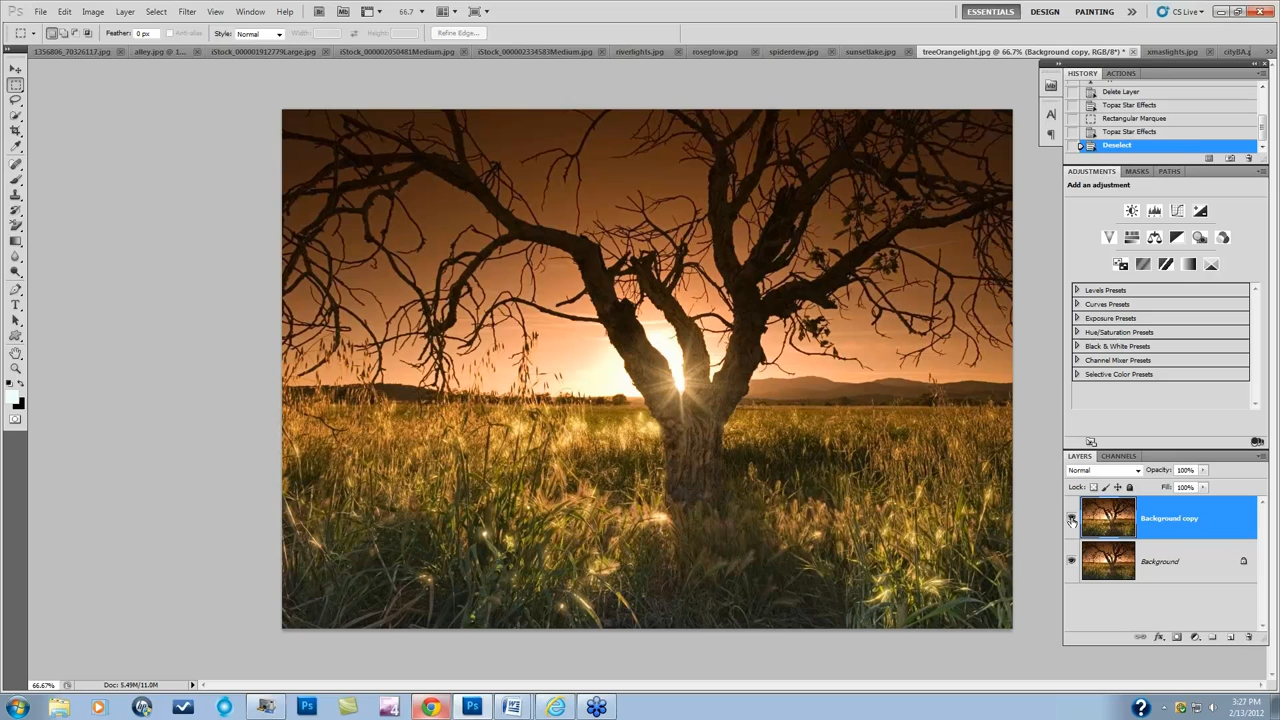 Ps File Edit Image Layer Select Filter View Window Help Br Mb 66.7 ESSENTIALS DESIGN PAINTING CS Live
Feather: 0 px Anti-alias Style: Normal Width: Height: Refine Edge...
1356806_70326117.jpg alley.jpg @ 1... iStock_000001912779Large.jpg iStock_000002050481Medium.jpg iStock_000002334583Medium.jpg riverlights.jpg roseglow.jpg spiderdew.jpg sunsetlake.jpg treeOrangelight.jpg @ 66.7% (Background copy, RGB/8*) * xmaslights.jpg cityBA.p
HISTORY ACTIONS
Delete Layer
Topaz Star Effects
Rectangular Marquee
Topaz Star Effects
Deselect
ADJUSTMENTS MASKS PATHS
Add an adjustment
Levels Presets
Curves Presets
Exposure Presets
Hue/Saturation Presets
Black & White Presets
Channel Mixer Presets
Selective Color Presets
LAYERS CHANNELS
Normal Opacity: 100%
Lock: Fill: 100%
Background copy
Background
66.67% Doc: 5.49M/11.0M
3:27 PM
2/13/2012